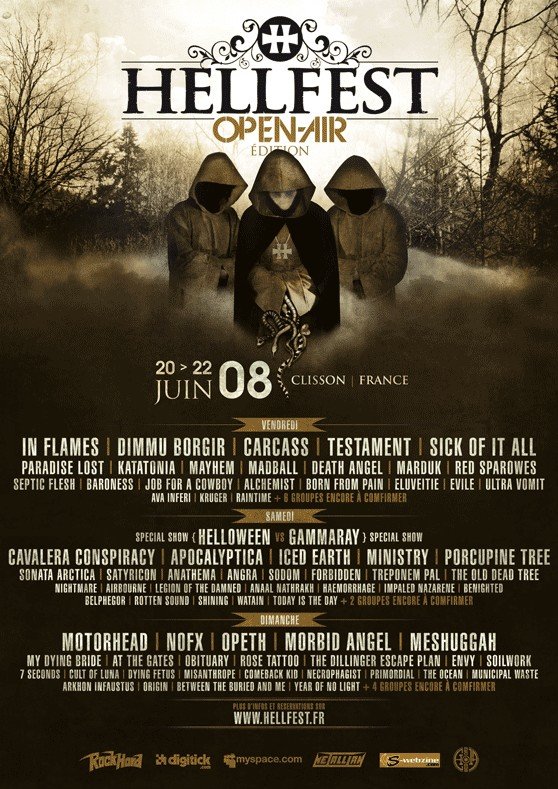 HELLFEST
OPEN-AIR
ÉDITION
20 > 22
JUIN 08
CLISSON | FRANCE
VENDREDI
IN FLAMES | DIMMU BORGIR | CARCASS | TESTAMENT | SICK OF IT ALL
PARADISE LOST | KATATONIA | MAYHEM | MADBALL | DEATH ANGEL | MARDUK | RED SPAROWES
SEPTIC FLESH | BARONESS | JOB FOR A COWBOY | ALCHEMIST | BORN FROM PAIN | ELUVEITIE | EVILE | ULTRA VOMIT
AVA INFERI | KRUGER | RAINTIME + 8 GROUPES ENCORE À CONFIRMER
SAMEDI
SPECIAL SHOW { HELLOWEEN VS GAMMARAY } SPECIAL SHOW
CAVALERA CONSPIRACY | APOCALYPTICA | ICED EARTH | MINISTRY | PORCUPINE TREE
SONATA ARCTICA | SATYRICON | ANATHEMA | ANGRA | SODOM | FORBIDDEN | TREPONEM PAL | THE OLD DEAD TREE
NIGHTMARE | AIRBOURNE | LEGION OF THE DAMNED | ANAAL NATHRAKH | HAEMORRHAGE | IMPALED NAZARENE | BENIGHTED
BELPHEGOR | ROTTEN SOUND | SHINING | WATAIN | TODAY IS THE DAY + 2 GROUPES ENCORE À CONFIRMER
DIMANCHE
MOTORHEAD | NOFX | OPETH | MORBID ANGEL | MESHUGGAH
MY DYING BRIDE | AT THE GATES | OBITUARY | ROSE TATTOO | THE DILLINGER ESCAPE PLAN | ENVY | SOILWORK
7 SECONDS | CULT OF LUNA | DYING FETUS | MISANTHROPE | COMEBACK KID | NECROPHAGIST | PRIMORDIAL | THE OCEAN | MUNICIPAL WASTE
ARKHON INFAUSTUS | ORIGIN | BETWEEN THE BURIED AND ME | YEAR OF NO LIGHT + 4 GROUPES ENCORE À CONFIRMER
PLUS D'INFOS ET RESERVATIONS SUR
WWW.HELLFEST.FR
ROCK HARD digitick.com myspace.com METALLIAN S-webzine.com